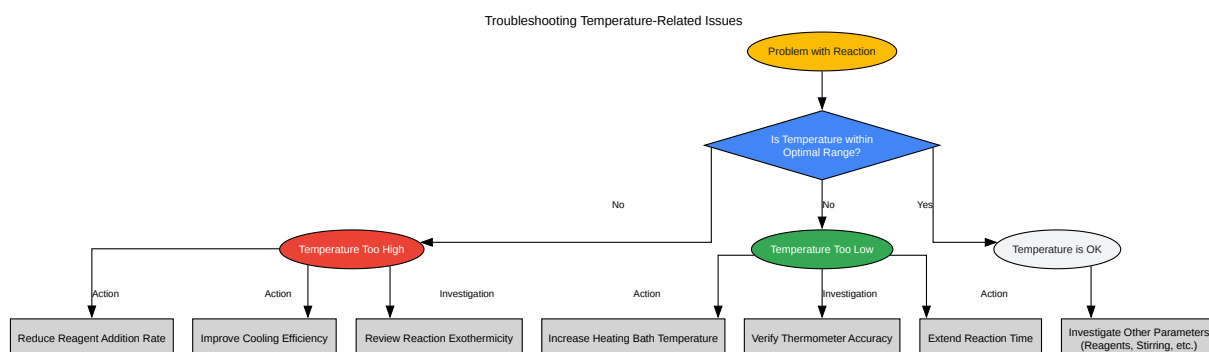 Troubleshooting Temperature-Related Issues
Problem with Reaction
Is Temperature within
Optimal Range?
No
No
Yes
Temperature Too High
Temperature Too Low
Temperature is OK
Action
Action
Investigation
Action
Investigation
Action
Reduce Reagent Addition Rate
Improve Cooling Efficiency
Review Reaction Exothermicity
Increase Heating Bath Temperature
Verify Thermometer Accuracy
Extend Reaction Time
Investigate Other Parameters
(Reagents, Stirring, etc.)